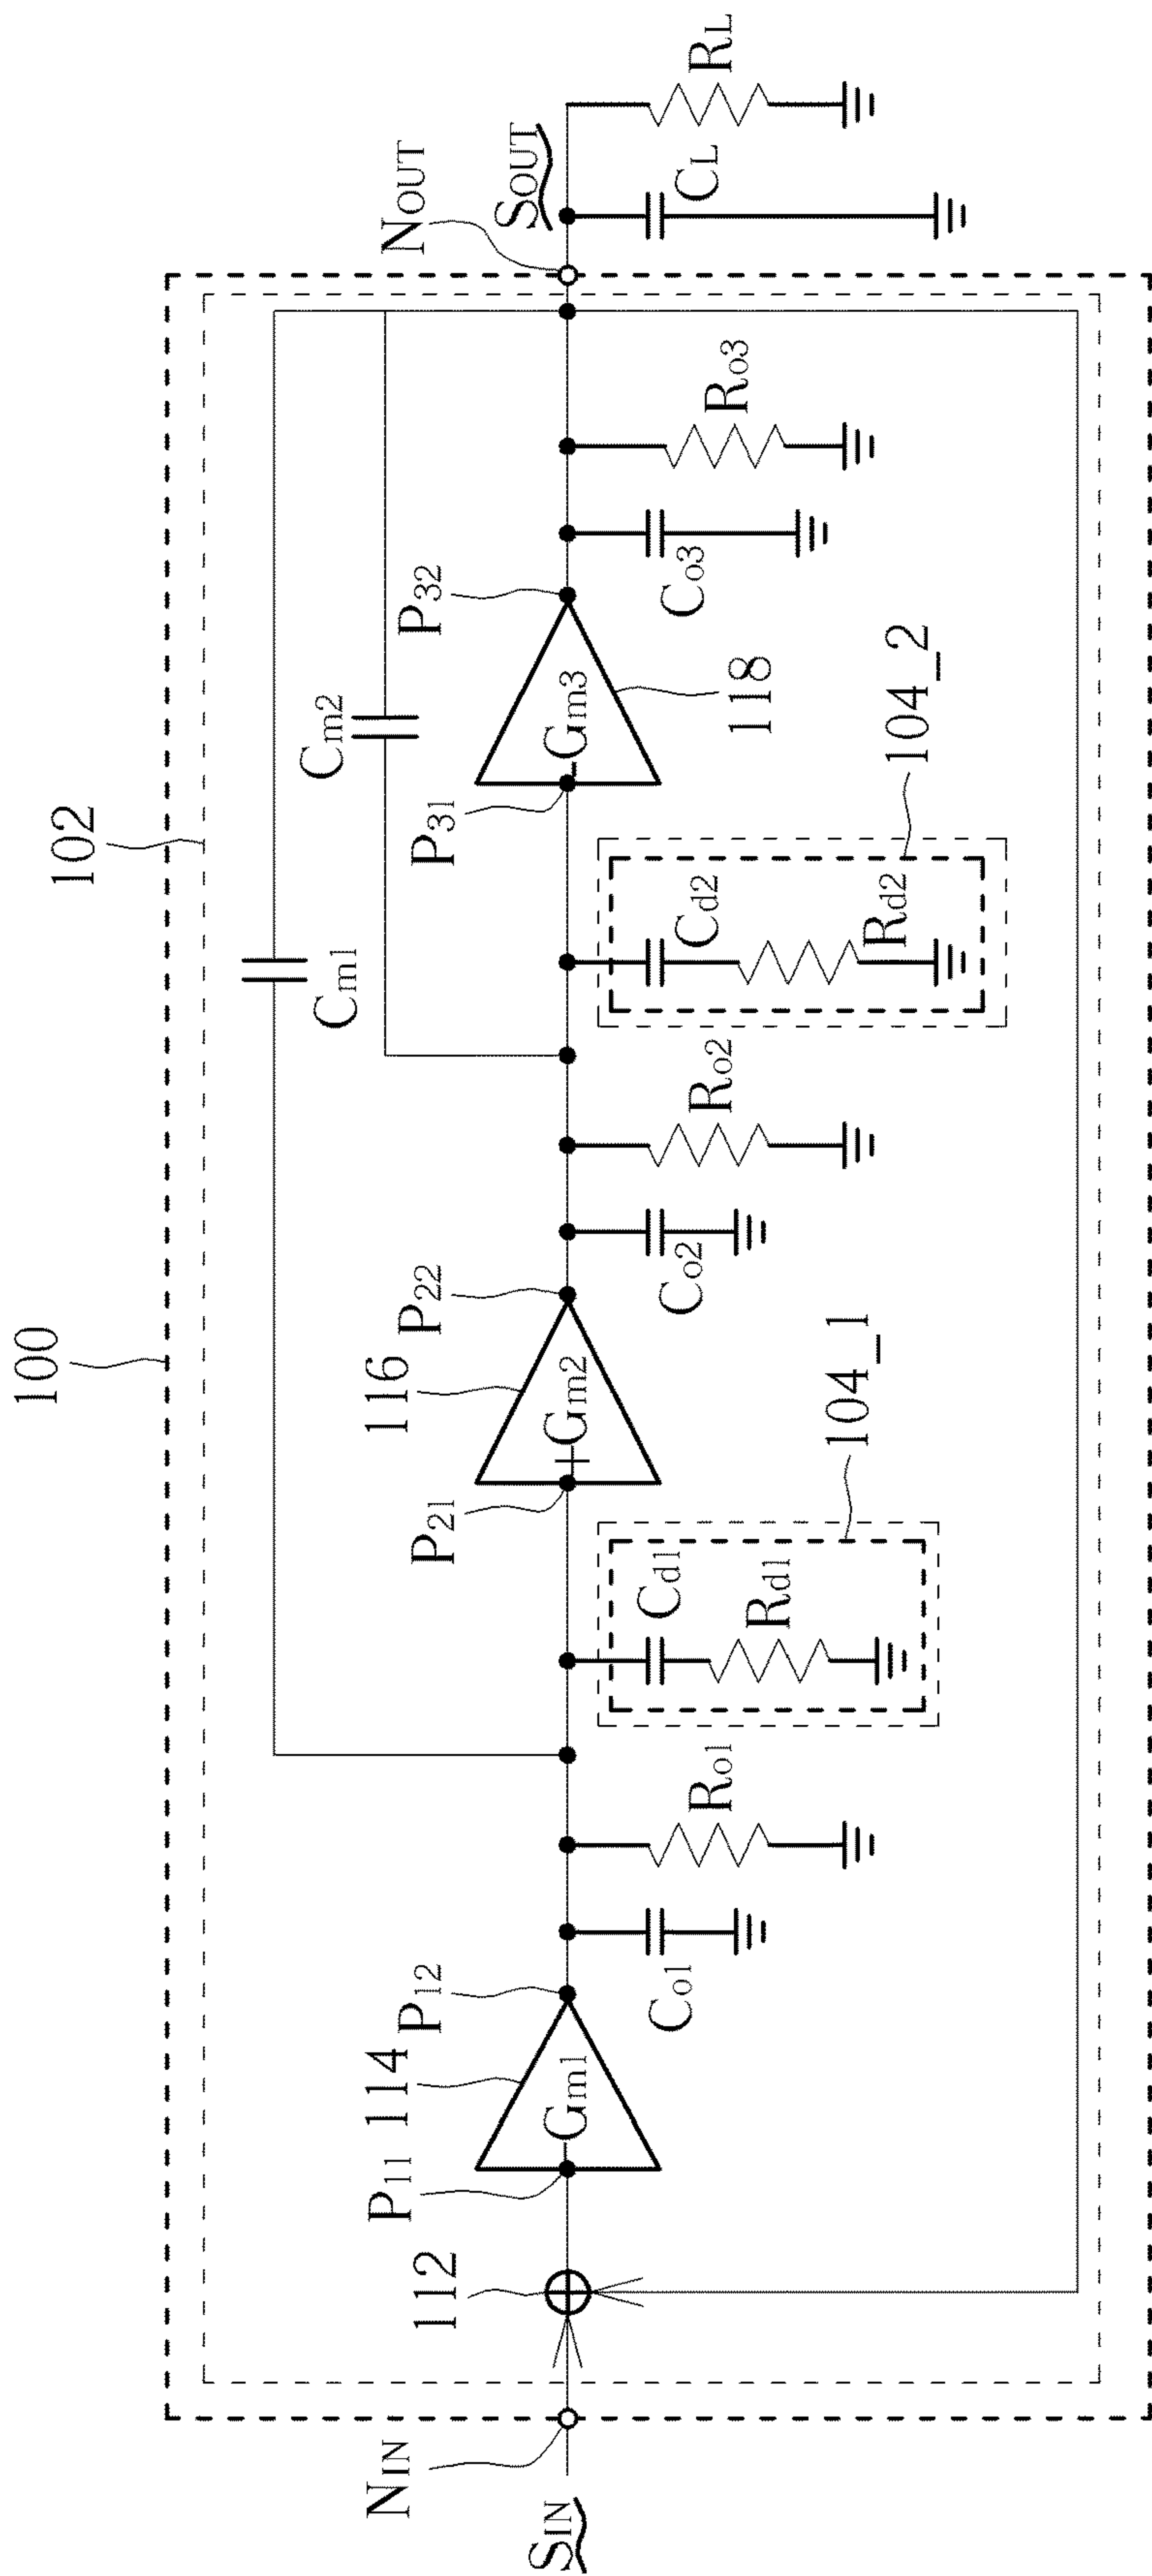 100
102
Cm1
Cm2
SIN
NIN
112
P11
114
Gm1
P12
Co1
Ro1
Cd1
Rd1
104_1
P21
116
+Gm2
P22
Co2
Ro2
Cd2
Rd2
104_2
P31
-Gm3
118
P32
Co3
Ro3
NOUT
SOUT
CL
RL